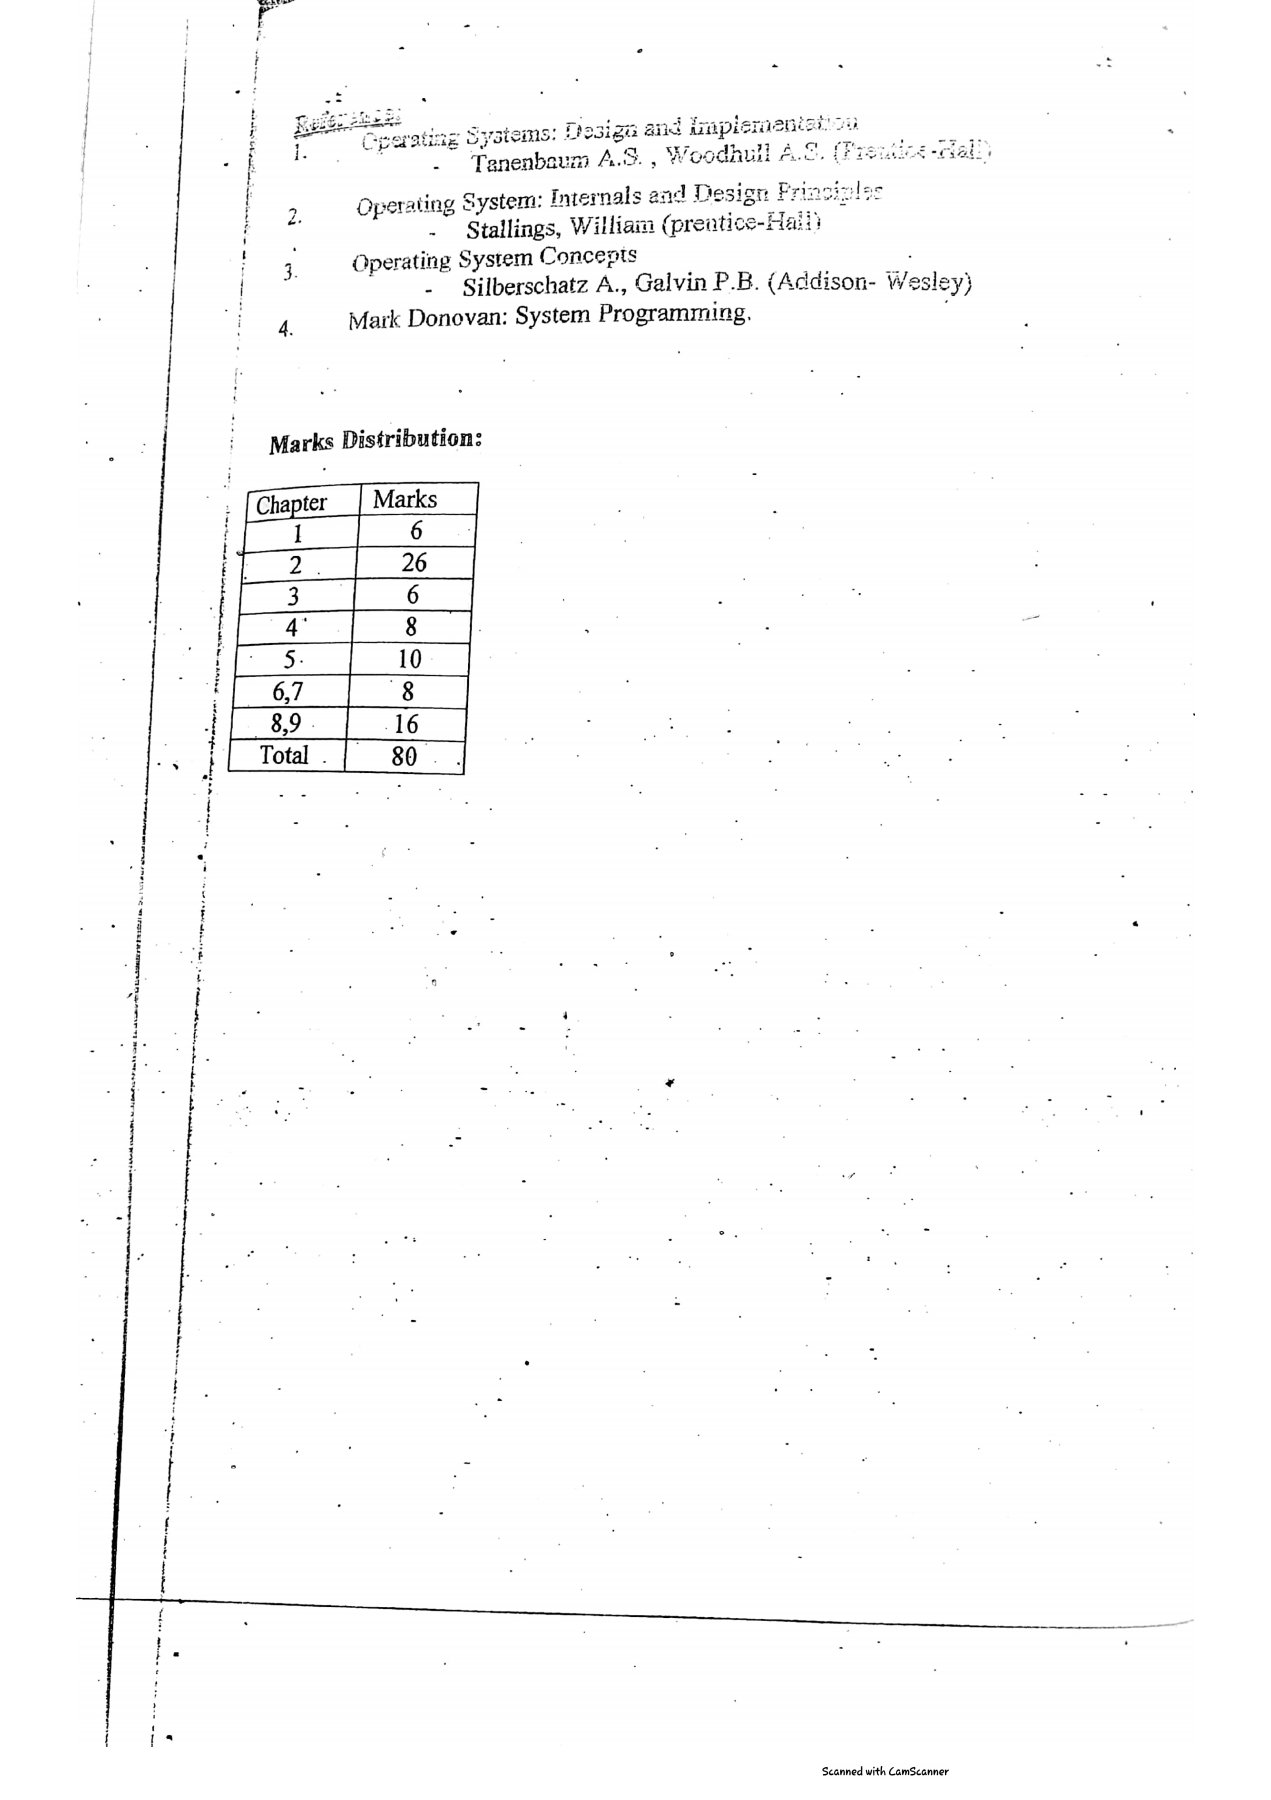 References:
1. Operating Systems: Design and Implementation
- Tanenbaum A.S. , Woodhull A.S. (Prentice-Hall)
2. Operating System: Internals and Design Principles
- Stallings, William (prentice-Hall)
3. Operating System Concepts
- Silberschatz A., Galvin P.B. (Addison- Wesley)
4. Mark Donovan: System Programming.
Marks Distribution:
Chapter Marks
1 6
2 26
3 6
4 8
5 10
6,7 8
8,9 16
Total 80
Scanned with CamScanner